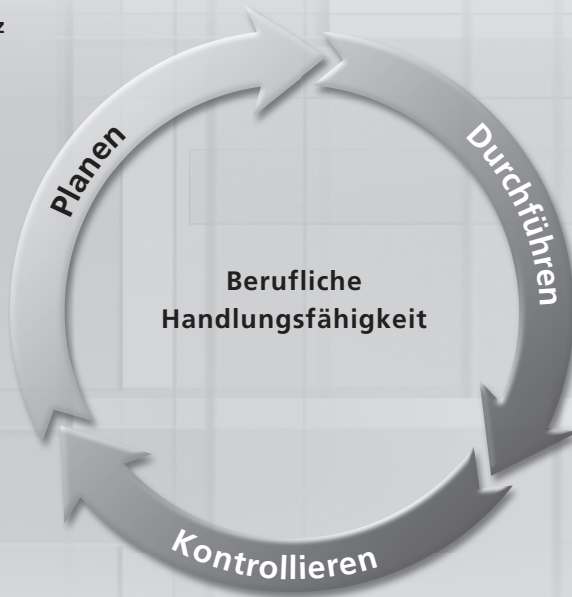 z
Planen
Durchführen
Berufliche
Handlungsfähigkeit
Kontrollieren